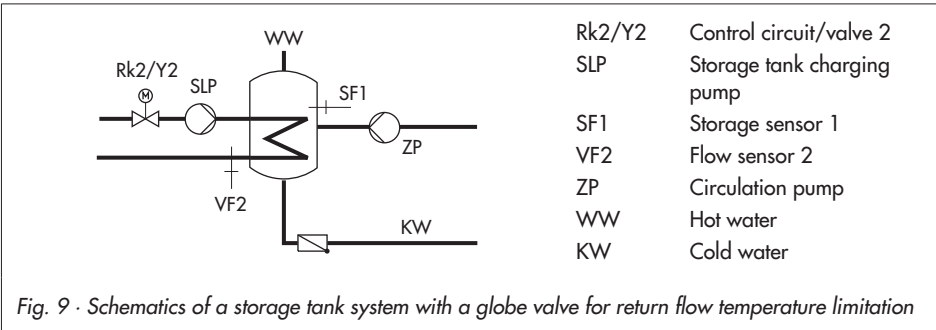 WW
Rk2/Y2
M
SLP
SF1
ZP
VF2
KW
Rk2/Y2 Control circuit/valve 2
SLP Storage tank charging
pump
SF1 Storage sensor 1
VF2 Flow sensor 2
ZP Circulation pump
WW Hot water
KW Cold water
Fig. 9 · Schematics of a storage tank system with a globe valve for return flow temperature limitation